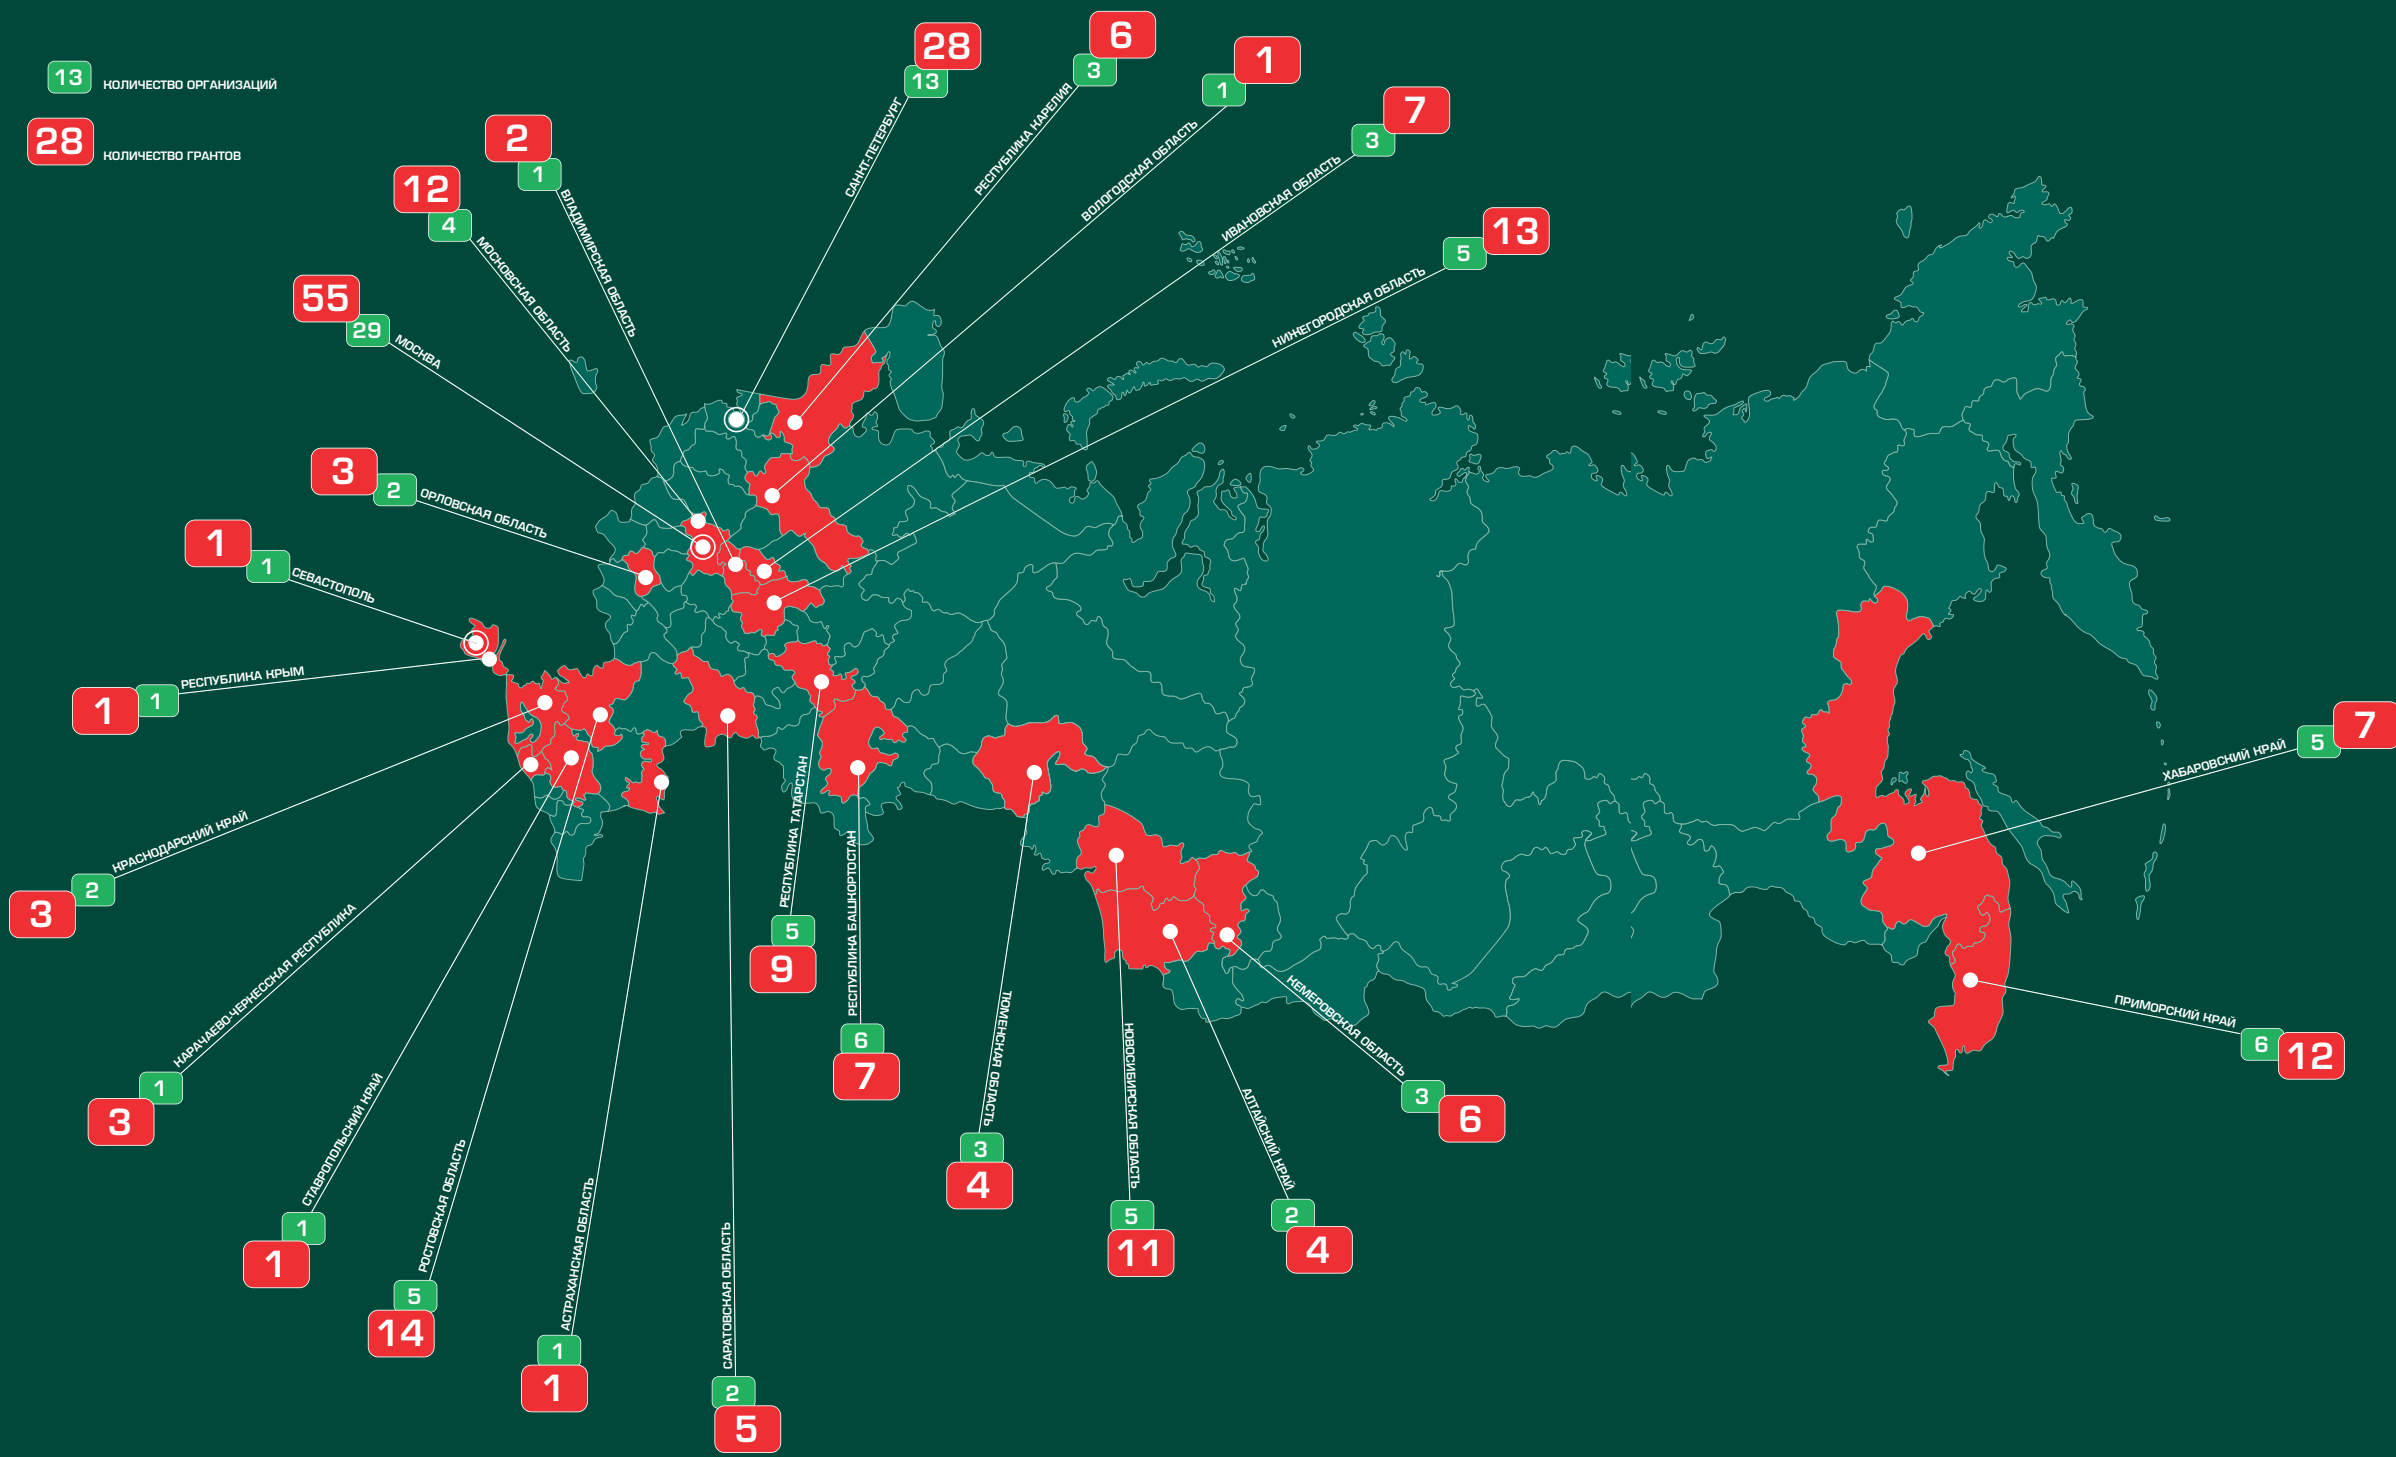 13 КОЛИЧЕСТВО ОРГАНИЗАЦИЙ
28 КОЛИЧЕСТВО ГРАНТОВ
28
13
САНКТ-ПЕТЕРБУРГ
6
3
РЕСПУБЛИКА КАРЕЛИЯ
1
1
ВОЛОГОДСКАЯ ОБЛАСТЬ
7
3
ИВАНОВСКАЯ ОБЛАСТЬ
13
5
НИЖЕГОРОДСКАЯ ОБЛАСТЬ
2
1
ВЛАДИМИРСКАЯ ОБЛАСТЬ
12
4
МОСКОВСКАЯ ОБЛАСТЬ
55
29
МОСКВА
3
2
ОРЛОВСКАЯ ОБЛАСТЬ
1
1
СЕВАСТОПОЛЬ
1
1
РЕСПУБЛИКА КРЫМ
КРАСНОДАРСКИЙ КРАЙ
2
3
КАРАЧАЕВО-ЧЕРКЕССКАЯ РЕСПУБЛИКА
1
3
СТАВРОПОЛЬСКИЙ КРАЙ
1
1
РОСТОВСКАЯ ОБЛАСТЬ
5
14
АСТРАХАНСКАЯ ОБЛАСТЬ
1
1
САРАТОВСКАЯ ОБЛАСТЬ
2
5
РЕСПУБЛИКА ТАТАРСТАН
5
9
РЕСПУБЛИКА БАШКОРТОСТАН
6
7
ТЮМЕНСКАЯ ОБЛАСТЬ
3
4
НОВОСИБИРСКАЯ ОБЛАСТЬ
5
11
АЛТАЙСКИЙ КРАЙ
2
4
КЕМЕРОВСКАЯ ОБЛАСТЬ
3
6
ХАБАРОВСКИЙ КРАЙ
5
7
ПРИМОРСКИЙ КРАЙ
6
12